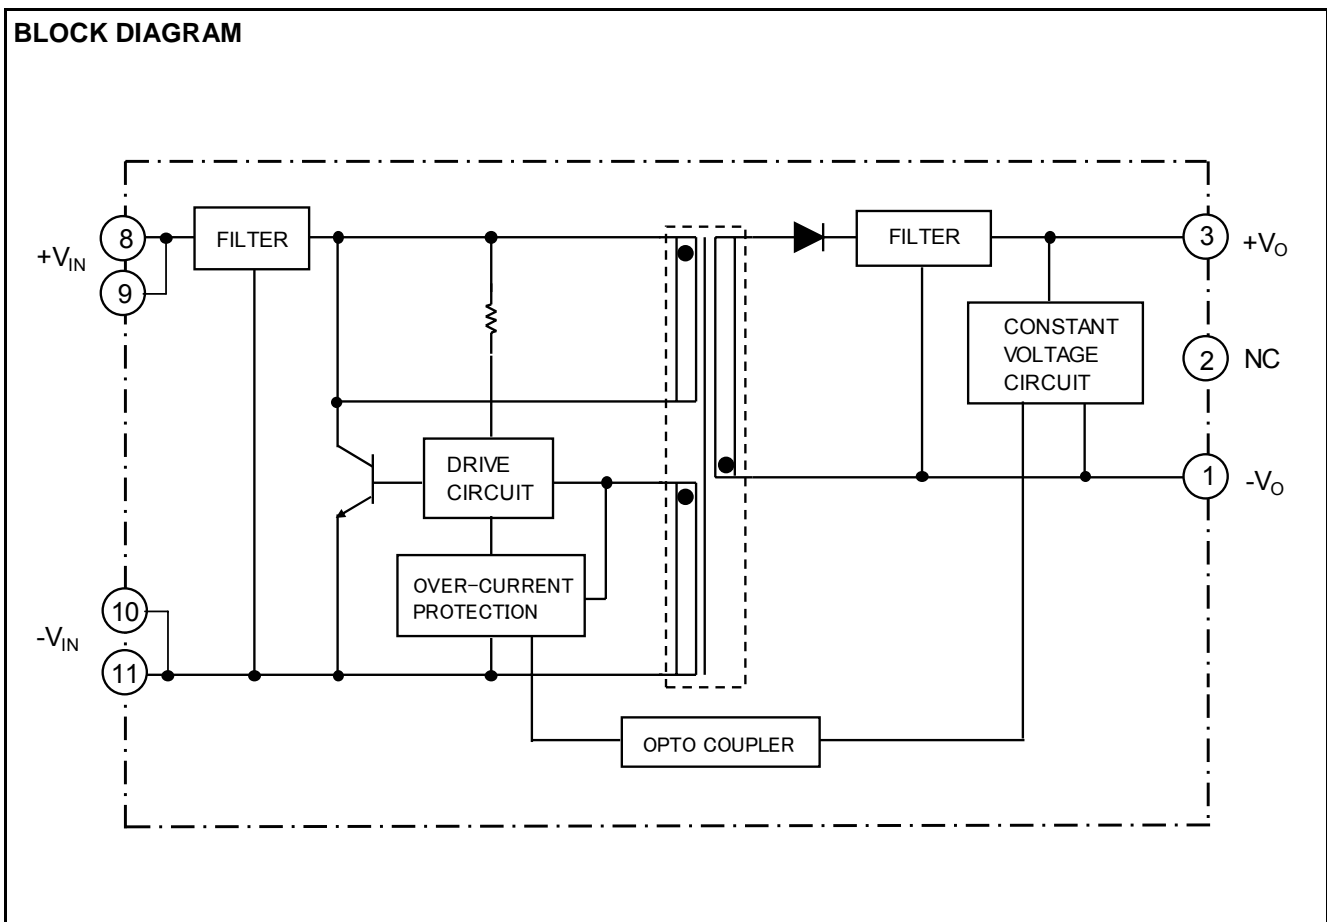 BLOCK DIAGRAM
8
FILTER
FILTER
3
+VO
+VIN
9
CONSTANT
VOLTAGE
CIRCUIT
2
NC
DRIVE
CIRCUIT
1
-VO
OVER-CURRENT
PROTECTION
10
-VIN
11
OPTO COUPLER